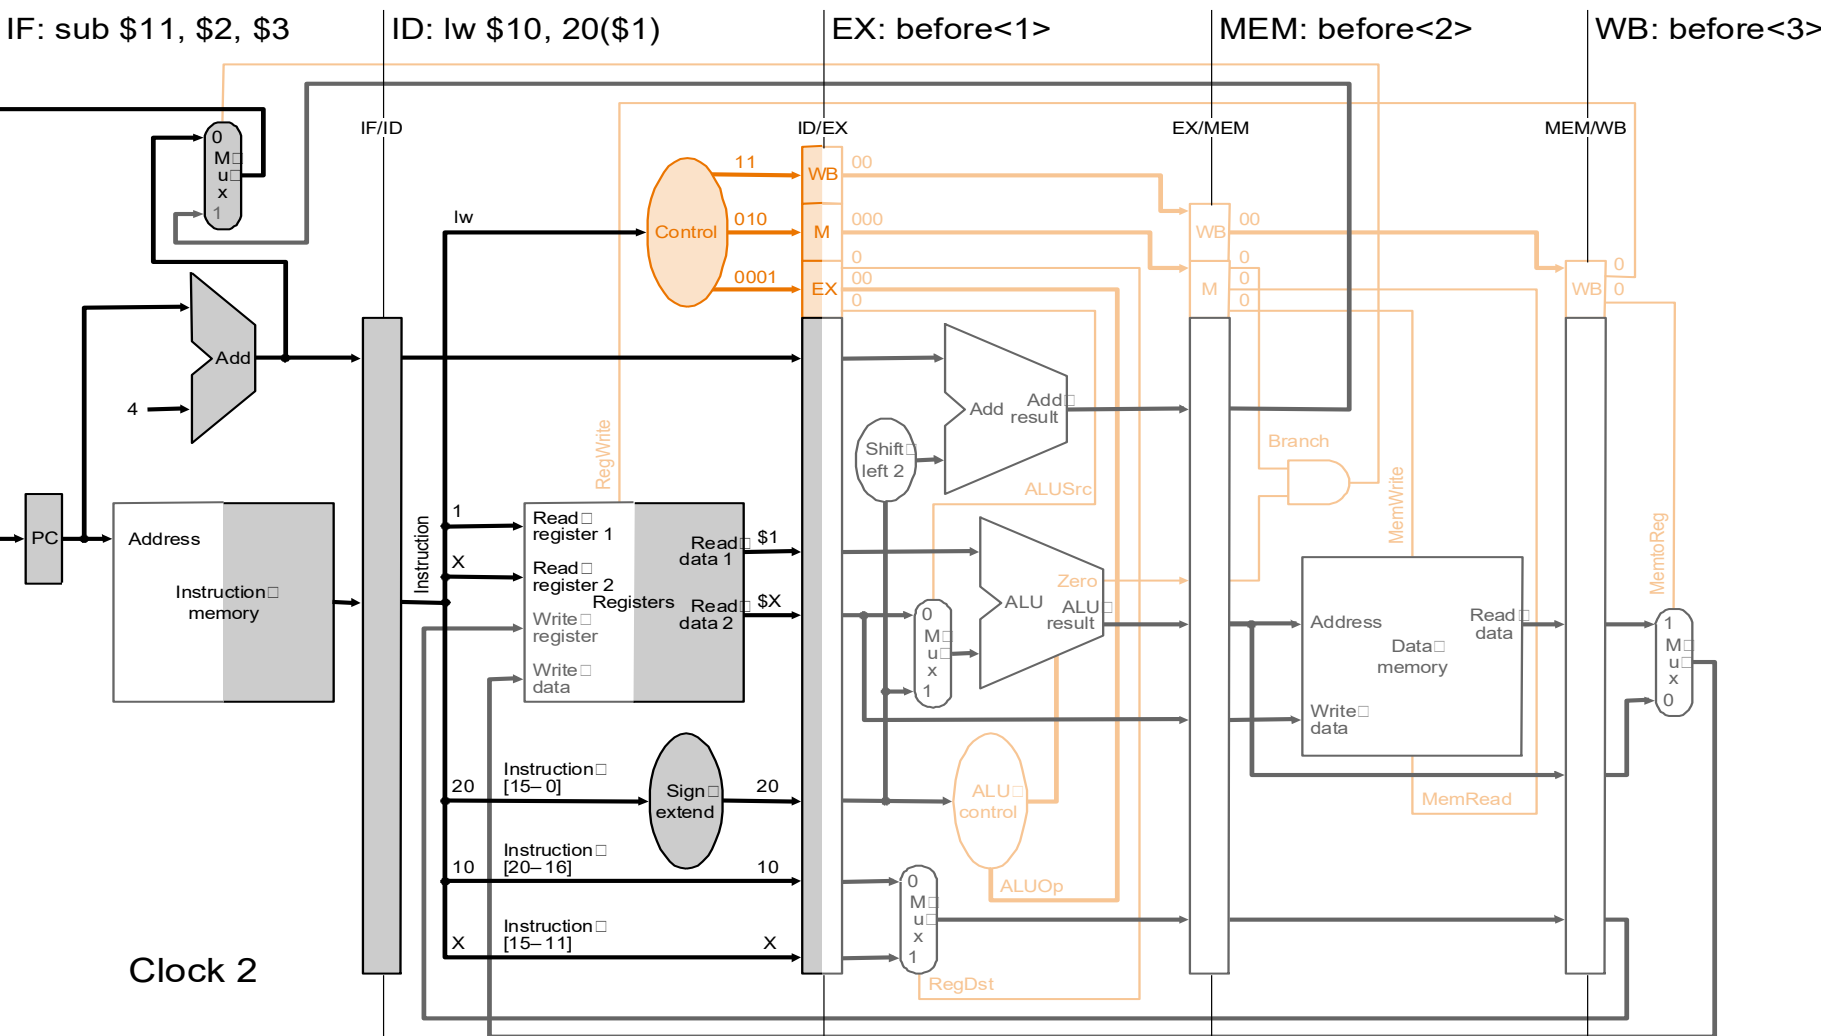 IF: sub $11, $2, $3
ID: lw $10, 20($1)
EX: before<1>
MEM: before<2>
WB: before<3>
IF/ID
ID/EX
EX/MEM
MEM/WB
0
M
u
x
1
lw
Control
11
010
0001
WB
M
EX
00
000
0
00
0
WB
M
00
0
0
0
WB
0
0
Add
4
RegWrite
Shift
left 2
Add
Add
result
ALUSrc
Branch
MemWrite
MemtoReg
PC
Address
Instruction
memory
Instruction
1
X
Read
register 1
Read
register 2
Registers
Write
register
Write
data
Read
data 1
Read
data 2
$1
$X
0
M
u
x
1
Zero
ALU
ALU
result
Address
Read
data
Data
memory
Write
data
1
M
u
x
0
20
Instruction
[15–0]
Sign
extend
20
ALU
control
MemRead
10
Instruction
[20–16]
10
ALUOp
X
Instruction
[15–11]
X
0
M
u
x
1
RegDst
Clock 2